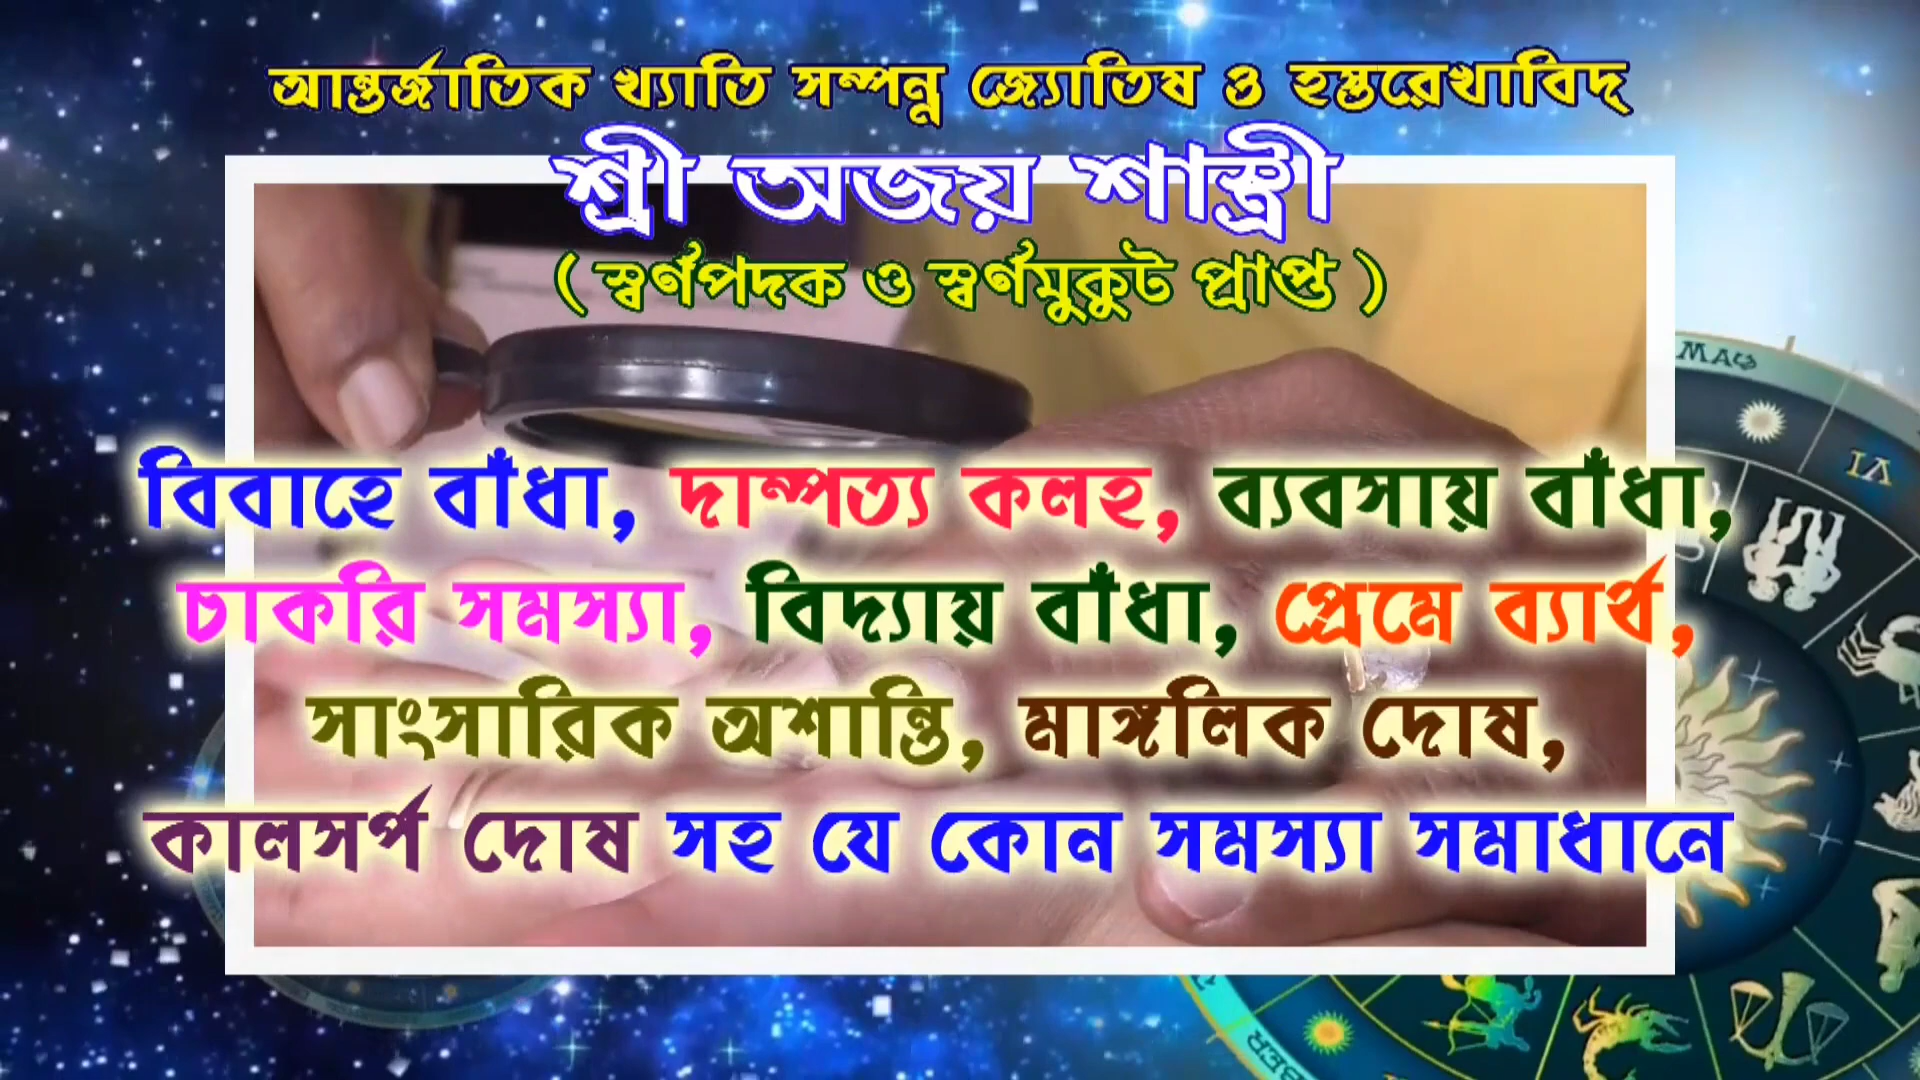 আন্তর্জাতিক খ্যাতি সম্পন্ন জ্যোতিষ ও হস্তরেখাবিদ্
শ্রী অজয় শাস্ত্রী
( স্বর্ণপদক ও স্বর্ণমুকুট প্রাপ্ত )
বিবাহে বাঁধা, দাম্পত্য কলহ, ব্যবসায় বাঁধা,
চাকরি সমস্যা, বিদ্যায় বাঁধা, প্রেমে ব্যার্থ,
সাংসারিক অশান্তি, মাঙ্গলিক দোষ,
কালসর্প দোষ সহ যে কোন সমস্যা সমাধানে